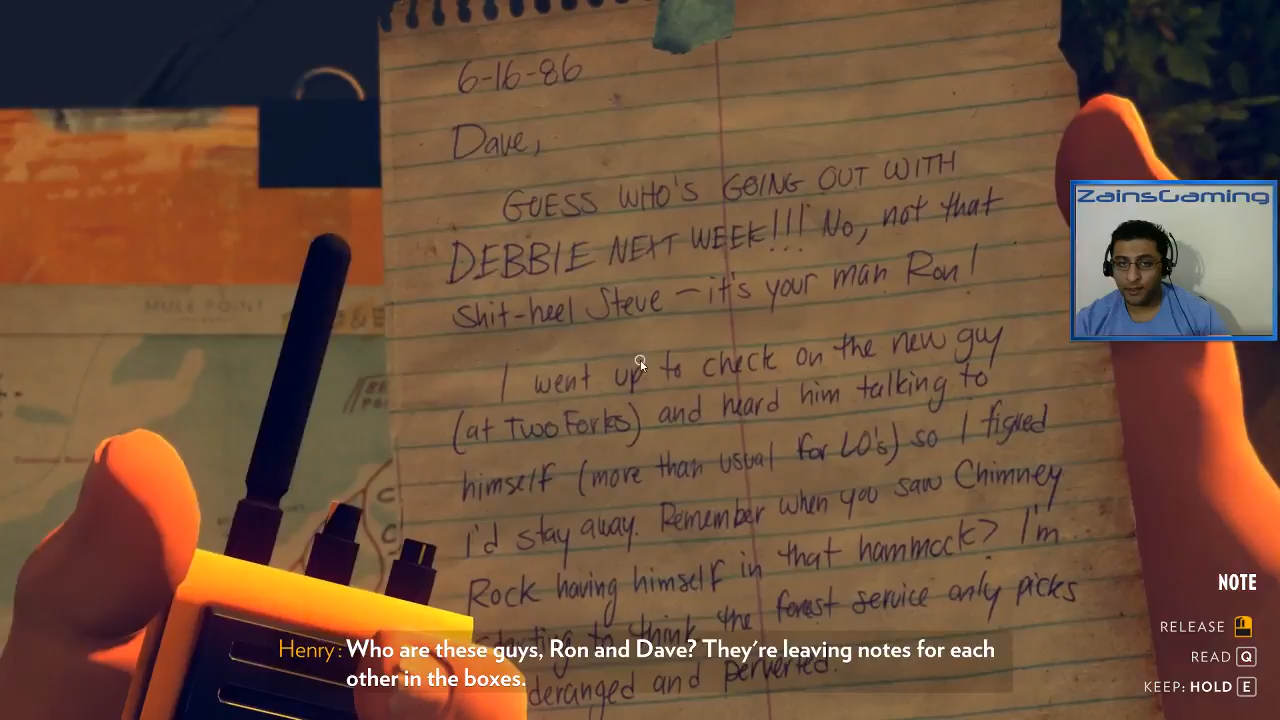 6-16-86
Dave,
GUESS WHO'S GOING OUT WITH
DEBBIE NEXT WEEK!!! No, not that
shit-heel Steve — it's your man Ron!
I went up to check on the new guy
(at Two Forks) and heard him talking to
himself (more than usual for LO's) so I figred
I'd stay away. Remember when you saw Chimney
Rock having himself in that hammock? I'm
starting to think the forest service only picks
deranged and perverted.
ZainsGaming
MULE POINT
NOTE
RELEASE
READ Q
KEEP: HOLD E
Henry: Who are these guys, Ron and Dave? They're leaving notes for each
other in the boxes.